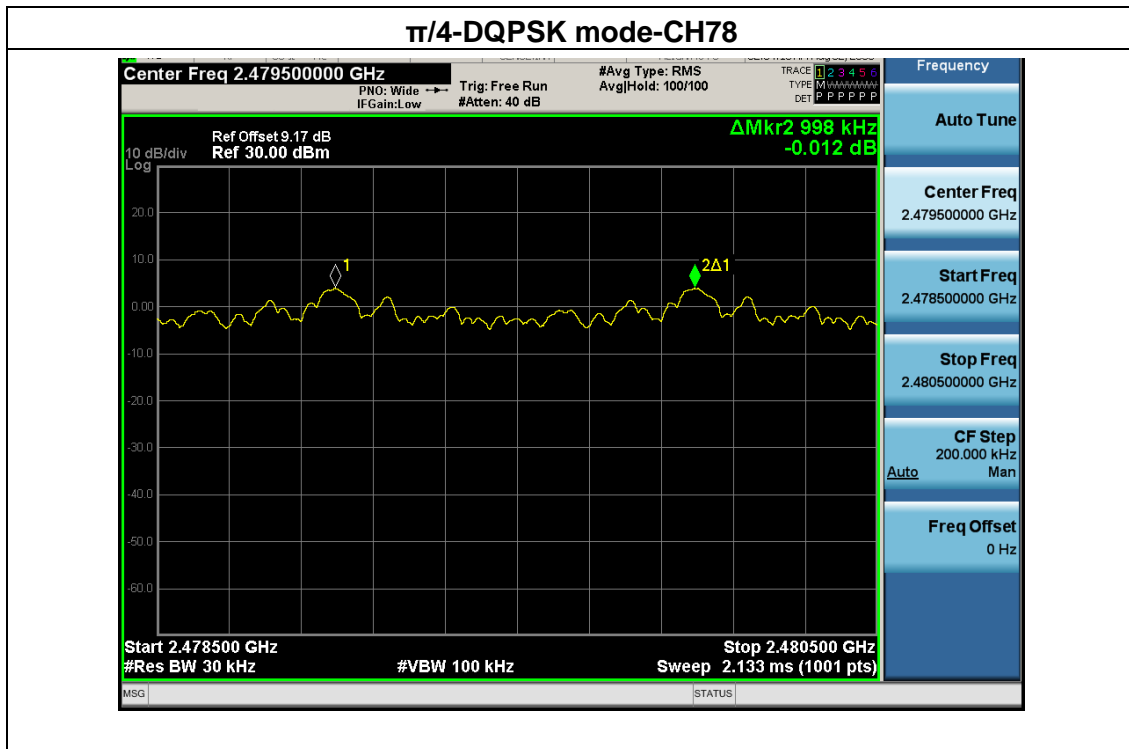 π/4-DQPSK mode-CH78
Center Freq 2.479500000 GHz
PNO: Wide
IFGain:Low
Trig: Free Run
#Atten: 40 dB
#Avg Type: RMS
Avg|Hold: 100/100
TRACE 1 2 3 4 5 6
TYPE M
DET P P P P P P
Frequency
Auto Tune
Center Freq
2.479500000 GHz
Start Freq
2.478500000 GHz
Stop Freq
2.480500000 GHz
CF Step
200.000 kHz
Auto Man
Freq Offset
0 Hz
ΔMkr2 998 kHz
-0.012 dB
Ref Offset 9.17 dB
10 dB/div Ref 30.00 dBm
Log
20.0
10.0
0.00
-10.0
-20.0
-30.0
-40.0
-50.0
-60.0
1
2Δ1
Start 2.478500 GHz
Stop 2.480500 GHz
#Res BW 30 kHz
#VBW 100 kHz
Sweep 2.133 ms (1001 pts)
MSG
STATUS